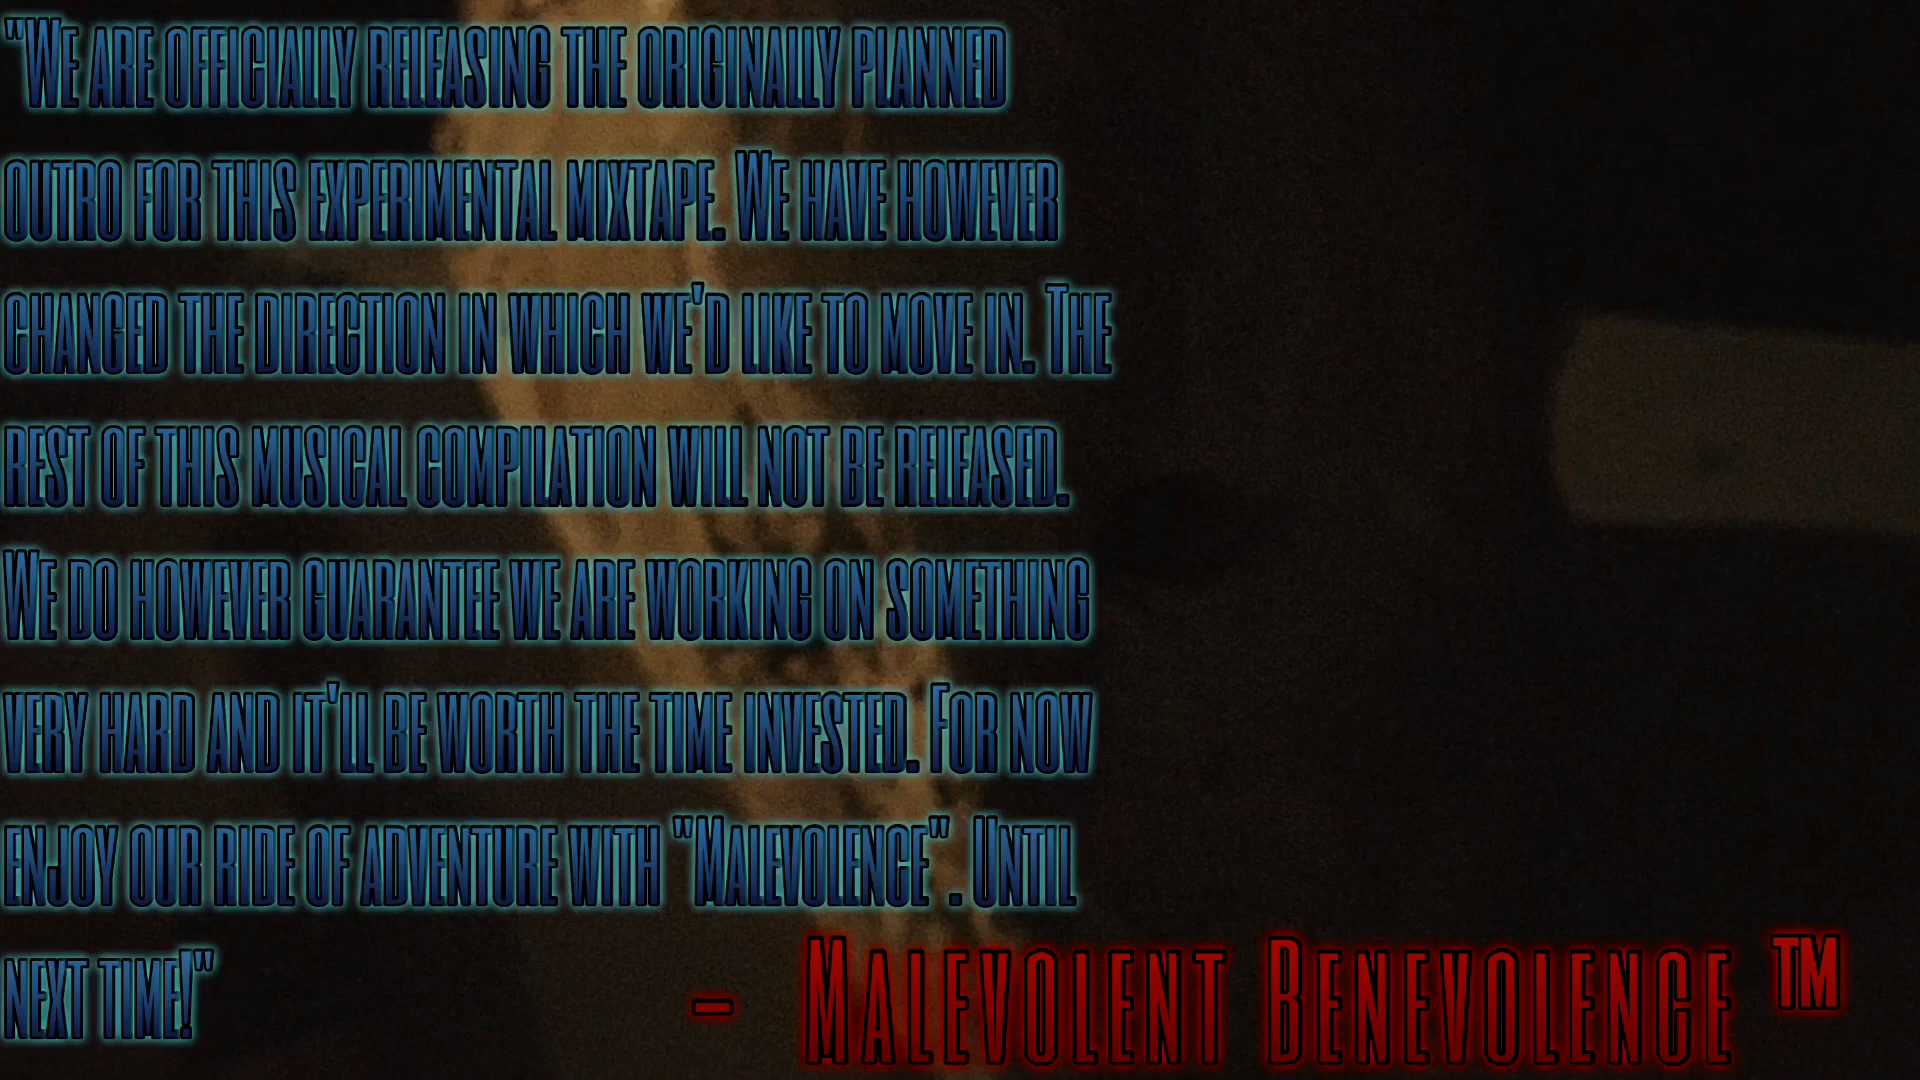 "We are officially releasing the originally planned
outro for this experimental mixtape. We have however
changed the direction in which we'd like to move in. The
rest of this musical compilation will not be released.
We do however guarantee we are working on something
very hard and it'll be worth the time invested. For now
enjoy our ride of adventure with "Malevolence". Until
next time!"
- Malevolent Benevolence ™